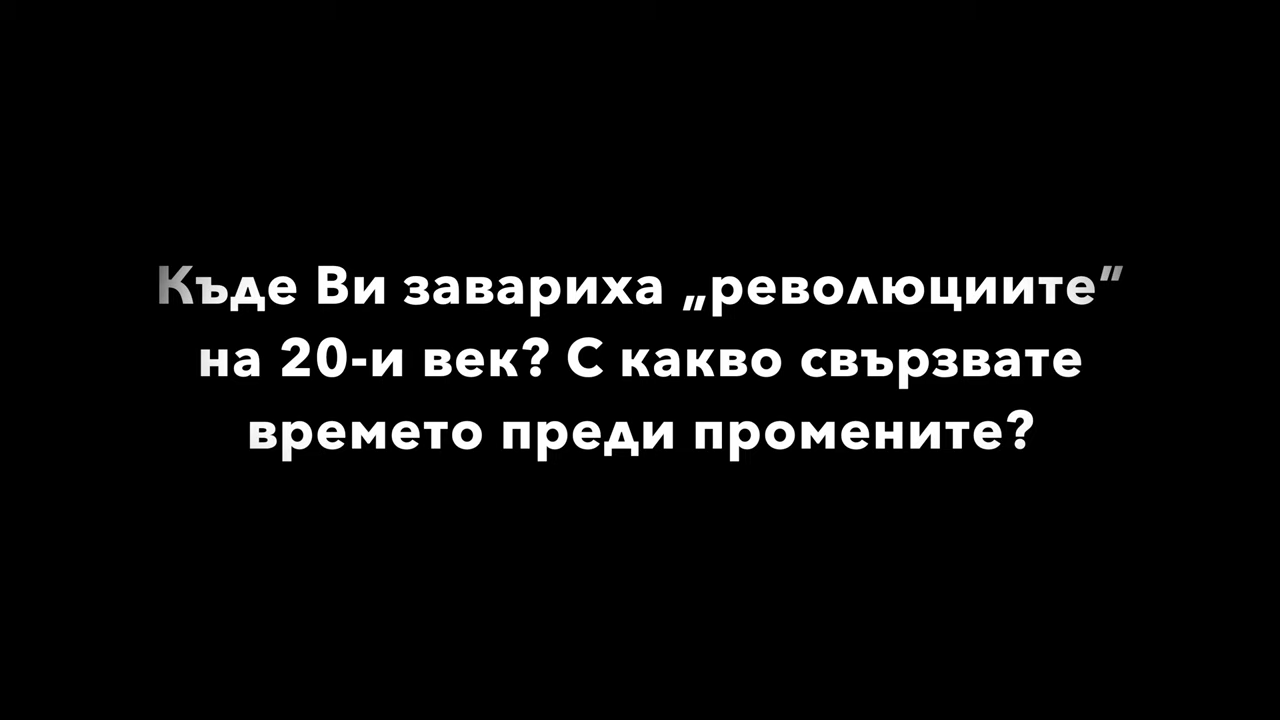 Къде Ви завариха „революциите“
на 20-и век? С какво свързвате
времето преди промените?